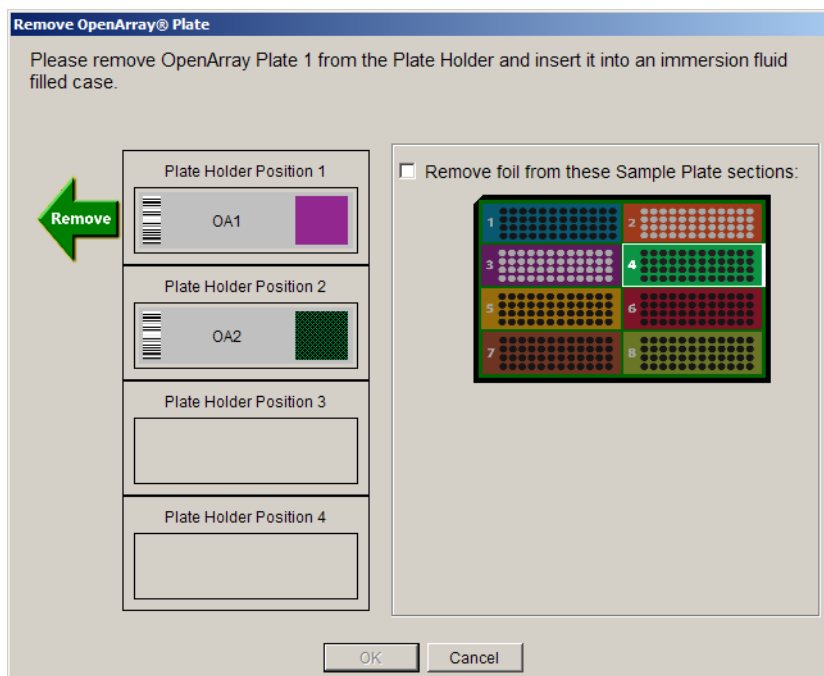 Remove OpenArray® Plate
Please remove OpenArray Plate 1 from the Plate Holder and insert it into an immersion fluid
filled case.
Plate Holder Position 1
Remove
OA1
Plate Holder Position 2
OA2
Plate Holder Position 3
Plate Holder Position 4
Remove foil from these Sample Plate sections:
1 2
3 4
5 6
7 8
OK Cancel